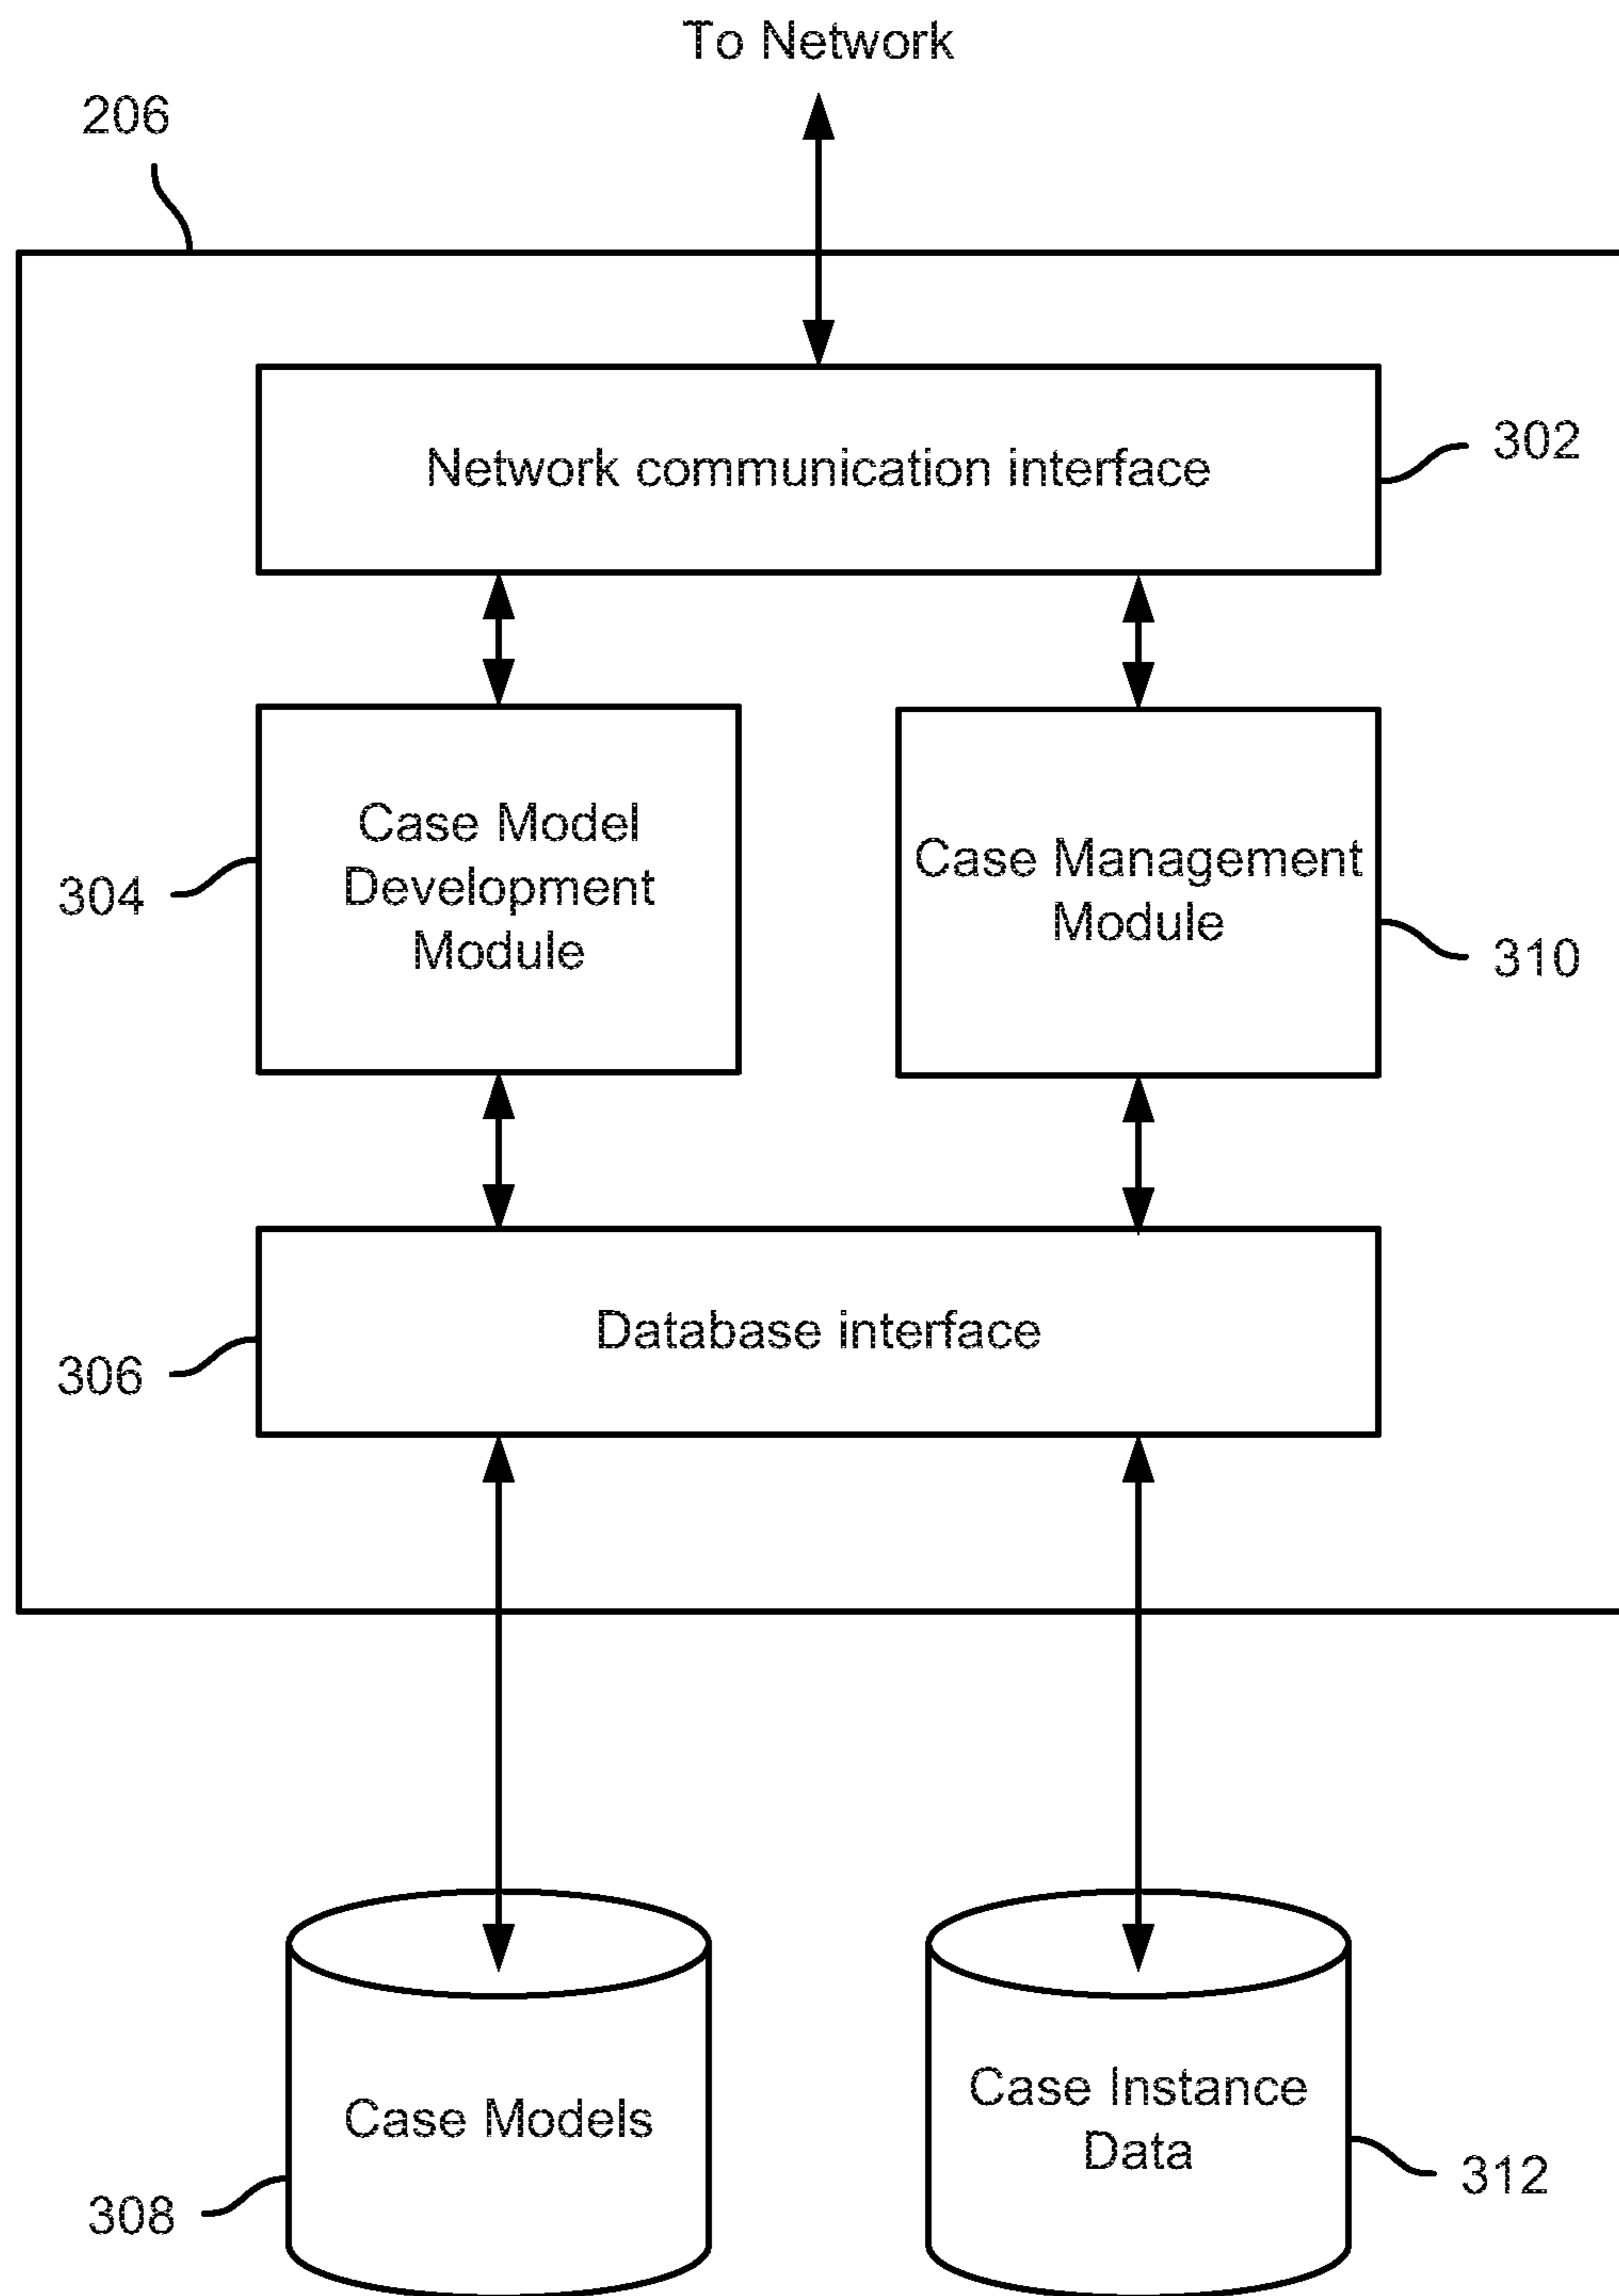 To Network
206
Network communication interface
302
Case Model
Development
Module
304
Case Management
Module
310
Database interface
306
Case Models
308
Case Instance
Data
312